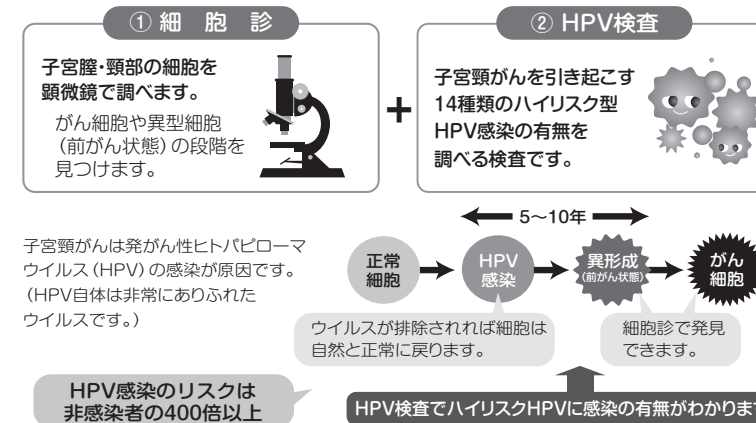 ① 細 胞 診
子宮膣・頸部の細胞を
顕微鏡で調べます。
がん細胞や異型細胞
（前がん状態）の段階を
見つけます。
+
② HPV検査
子宮頸がんを引き起こす
14種類のハイリスク型
HPV感染の有無を
調べる検査です。
子宮頸がんは発がん性ヒトパピローマ
ウイルス（HPV）の感染が原因です。
（HPV自体は非常にありふれた
ウイルスです。）
5〜10年
正常
細胞
HPV
感染
異形成
(前がん状態)
がん
細胞
ウイルスが排除されれば細胞は
自然と正常に戻ります。
細胞診で発見
できます。
HPV感染のリスクは
非感染者の400倍以上
HPV検査でハイリスクHPVに感染の有無がわかります